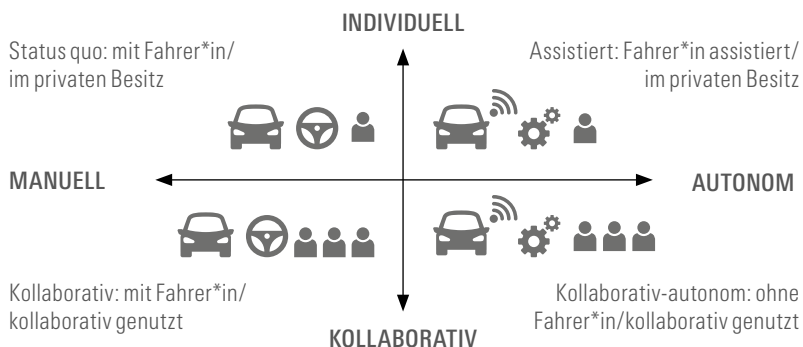 INDIVIDUELL
Status quo: mit Fahrer*in/
im privaten Besitz
Assistiert: Fahrer*in assistiert/
im privaten Besitz
MANUELL
AUTONOM
Kollaborativ: mit Fahrer*in/
kollaborativ genutzt
Kollaborativ-autonom: ohne
Fahrer*in/kollaborativ genutzt
KOLLABORATIV